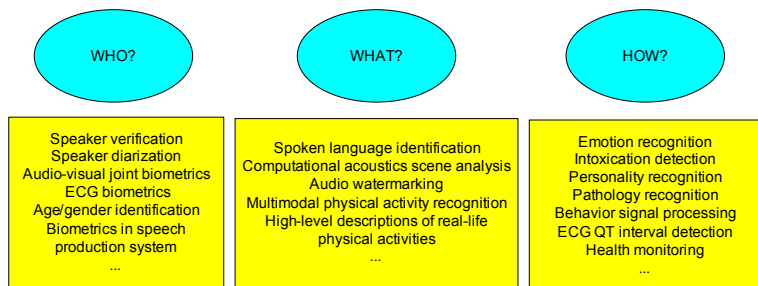 WHO?
WHAT?
HOW?
Speaker verification
Speaker diarization
Audio-visual joint biometrics
ECG biometrics
Age/gender identification
Biometrics in speech
production system
...
Spoken language identification
Computational acoustics scene analysis
Audio watermarking
Multimodal physical activity recognition
High-level descriptions of real-life
physical activities
...
Emotion recognition
Intoxication detection
Personality recognition
Pathology recognition
Behavior signal processing
ECG QT interval detection
Health monitoring
...